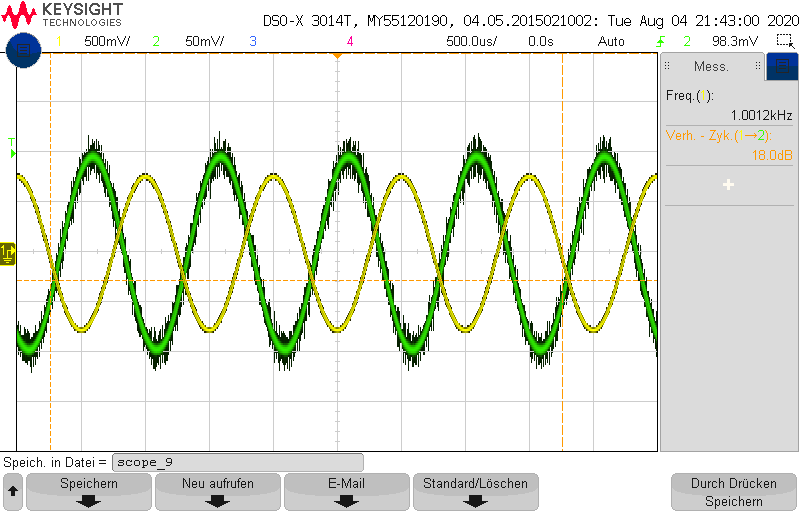 KEYSIGHT
TECHNOLOGIES
DSO-X 3014T, MY55120190, 04.05.2015021002: Tue Aug 04 21:43:00 2020
1 500mV/ 2 50mV/ 3 4 500.0us/ 0.0s Auto 2 98.3mV
Mess.
Freq.( ):
1.0012kHz
Verh. - Zyk.( →2):
18.0dB
T
1
Speich. in Datei = scope_9
Speichern Neu aufrufen E-Mail Standard/Löschen Durch Drücken
Speichern